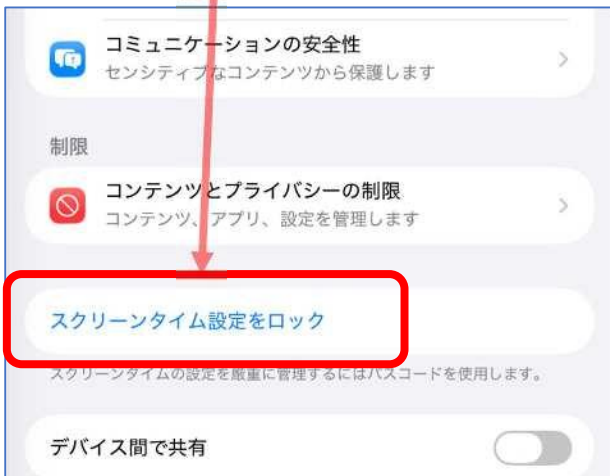 コミュニケーションの安全性
センシティブなコンテンツから保護します
制限
コンテンツとプライバシーの制限
コンテンツ、アプリ、設定を管理します
スクリーンタイム設定をロック
スクリーンタイムの設定を厳重に管理するにはパスコードを使用します。
デバイス間で共有